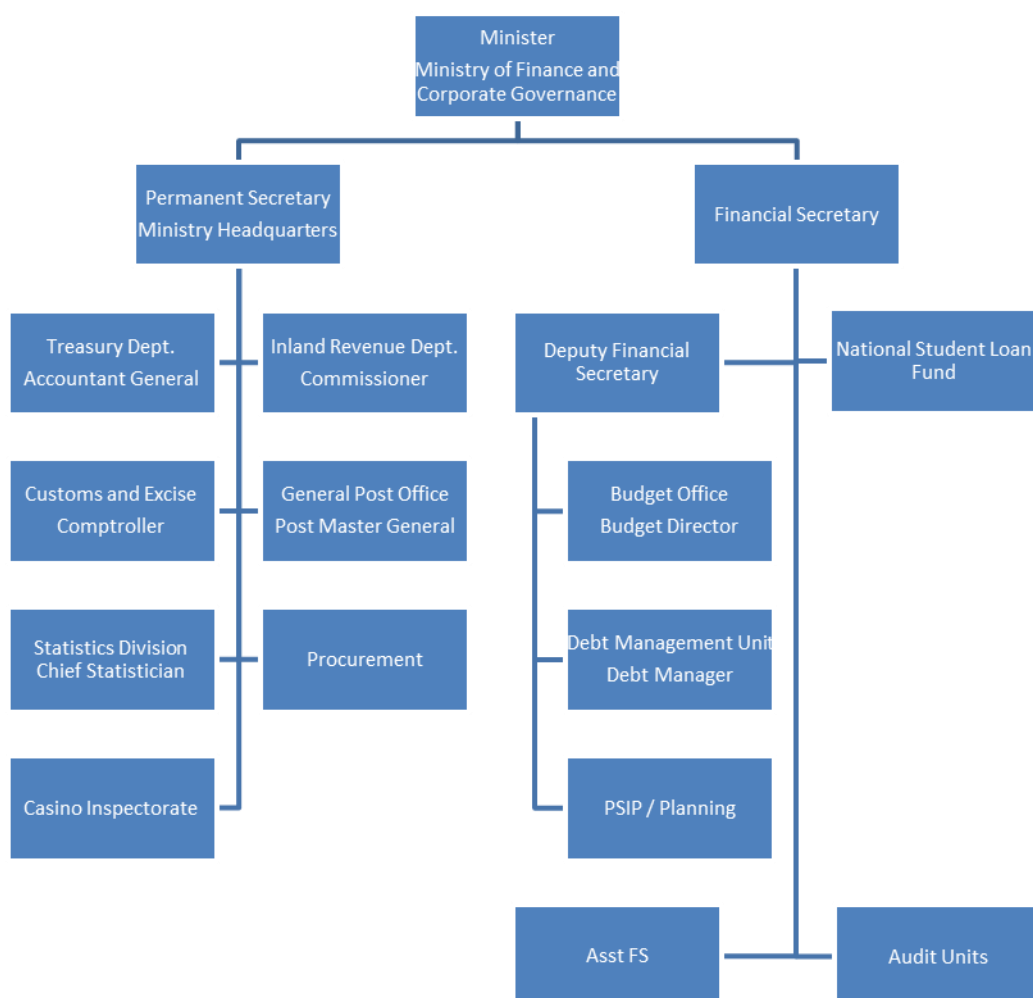 Minister
Ministry of Finance and
Corporate Governance
Permanent Secretary
Ministry Headquarters
Financial Secretary
Treasury Dept.
Accountant General
Inland Revenue Dept.
Commissioner
Deputy Financial
Secretary
National Student Loan
Fund
Customs and Excise
Comptroller
General Post Office
Post Master General
Budget Office
Budget Director
Statistics Division
Chief Statistician
Procurement
Debt Management Unit
Debt Manager
Casino Inspectorate
PSIP / Planning
Asst FS
Audit Units